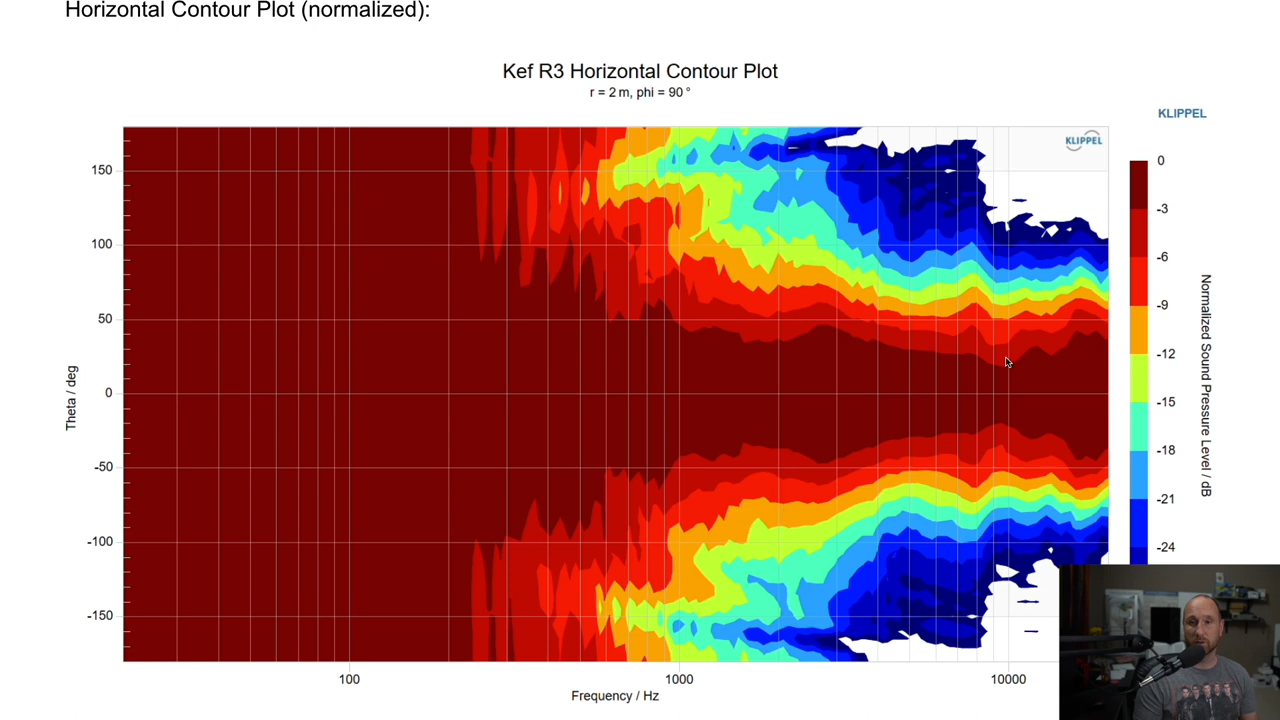 Horizontal Contour Plot (normalized):
Kef R3 Horizontal Contour Plot
r = 2 m, phi = 90 °
KLIPPEL
KLIPPEL
150
100
50
0
-50
-100
-150
Theta / deg
100
1000
10000
Frequency / Hz
0
-3
-6
-9
-12
-15
-18
-21
-24
Normalized Sound Pressure Level / dB